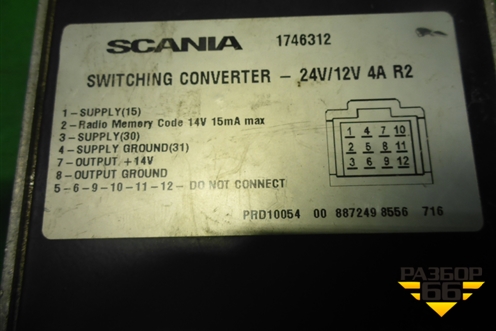 SCANIA 1746312
SWITCHING CONVERTER - 24V/12V 4A R2
1 - SUPPLY(15)
2 - Radio Memory Code 14V 15mA max
3 - SUPPLY(30)
4 - SUPPLY GROUND(31)
7 - OUTPUT +14V
8 - OUTPUT GROUND
5 - 6 - 9 - 10 - 11 - 12 - DO NOT CONNECT
1 4 7 10
2 5 8 11
3 6 9 12
PRD10054 00 887249 8556 716
РАЗБОР
66